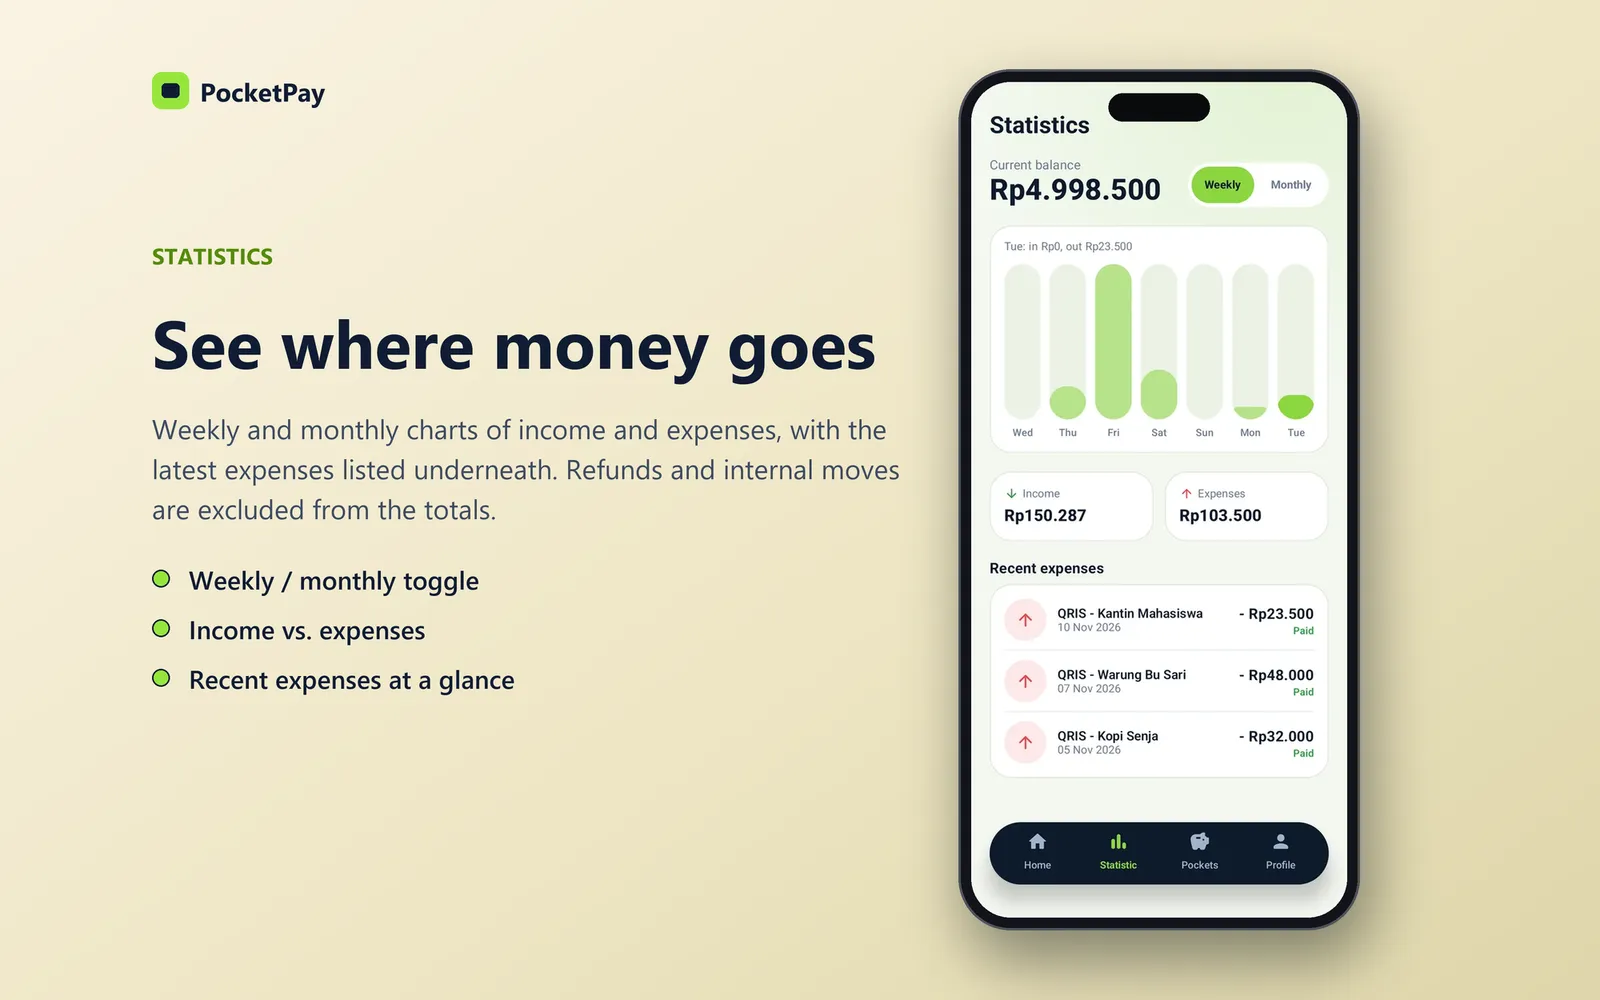 PocketPay
STATISTICS
See where money goes
Weekly and monthly charts of income and expenses, with the
latest expenses listed underneath. Refunds and internal moves
are excluded from the totals.
Weekly / monthly toggle
Income vs. expenses
Recent expenses at a glance
Statistics
Current balance
Rp4.998.500
Weekly Monthly
Tue: in Rp0, out Rp23.500
Wed Thu Fri Sat Sun Mon Tue
Income Expenses
Rp150.287 Rp103.500
Recent expenses
QRIS - Kantin Mahasiswa - Rp23.500
10 Nov 2026 Paid
QRIS - Warung Bu Sari - Rp48.000
07 Nov 2026 Paid
QRIS - Kopi Senja - Rp32.000
05 Nov 2026 Paid
Home Statistic Pockets Profile